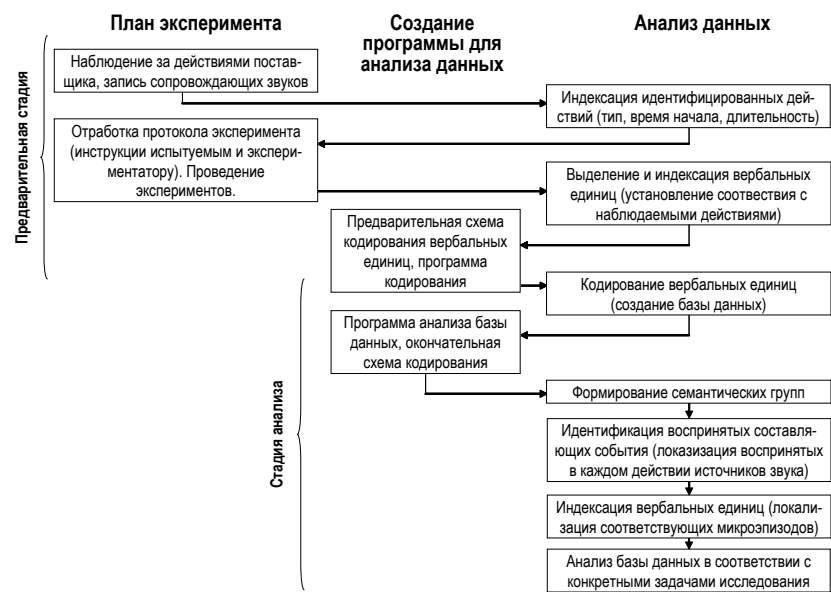 План эксперимента
Создание
программы для
анализа данных
Анализ данных
Предварительная стадия
Наблюдение за действиями постав-
щика, запись сопровождающих звуков
Индексация идентифицированных дей-
ствий (тип, время начала, длительность)
Отработка протокола эксперимента
(инструкции испытуемым и экспери-
ментатору). Проведение
экспериментов.
Выделение и индексация вербальных
единиц (установление соотвествия с
наблюдаемыми действиями)
Предварительная схема
кодирования вербальных
единиц, программа
кодирования
Стадия анализа
Кодирование вербальных единиц
(создание базы данных)
Программа анализа базы
данных, окончательная
схема кодирования
Формирование семантических групп
Идентификация воспринятых составля-
ющих события (локазизация воспринятых
в каждом действии источников звука)
Индексация вербальных единиц (локали-
зация соответствующих микроэпизодов)
Анализ базы данных в соответствии с
конкретными задачами исследования